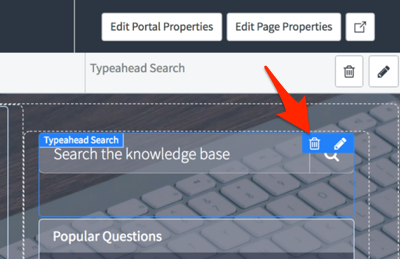 Edit Portal Properties
Edit Page Properties
Typeahead Search
Typeahead Search
Search the knowledge base
Popular Questions